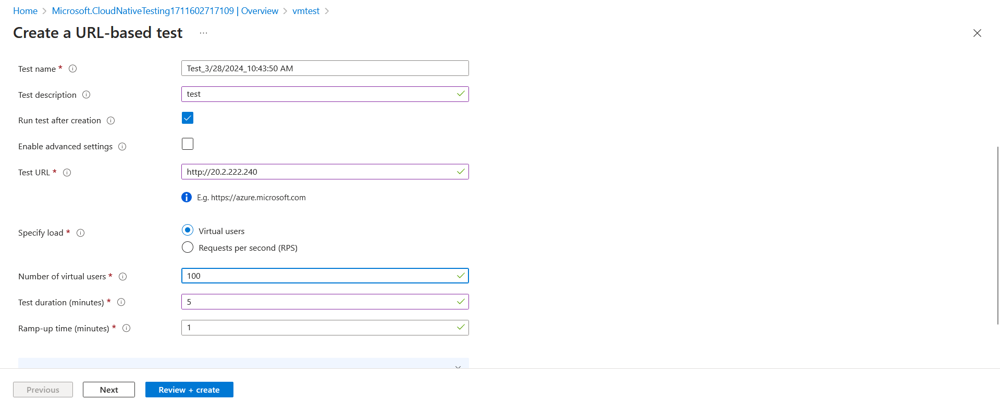 Home > Microsoft.CloudNativeTesting1711602717109 | Overview > vmtest >
Create a URL-based test ...
Test name * Test_3/28/2024_10:43:50 AM
Test description test
Run test after creation
Enable advanced settings
Test URL * http://20.2.222.240
E.g. https://azure.microsoft.com
Specify load * Virtual users
Requests per second (RPS)
Number of virtual users * 100
Test duration (minutes) * 5
Ramp-up time (minutes) * 1
Previous Next Review + create